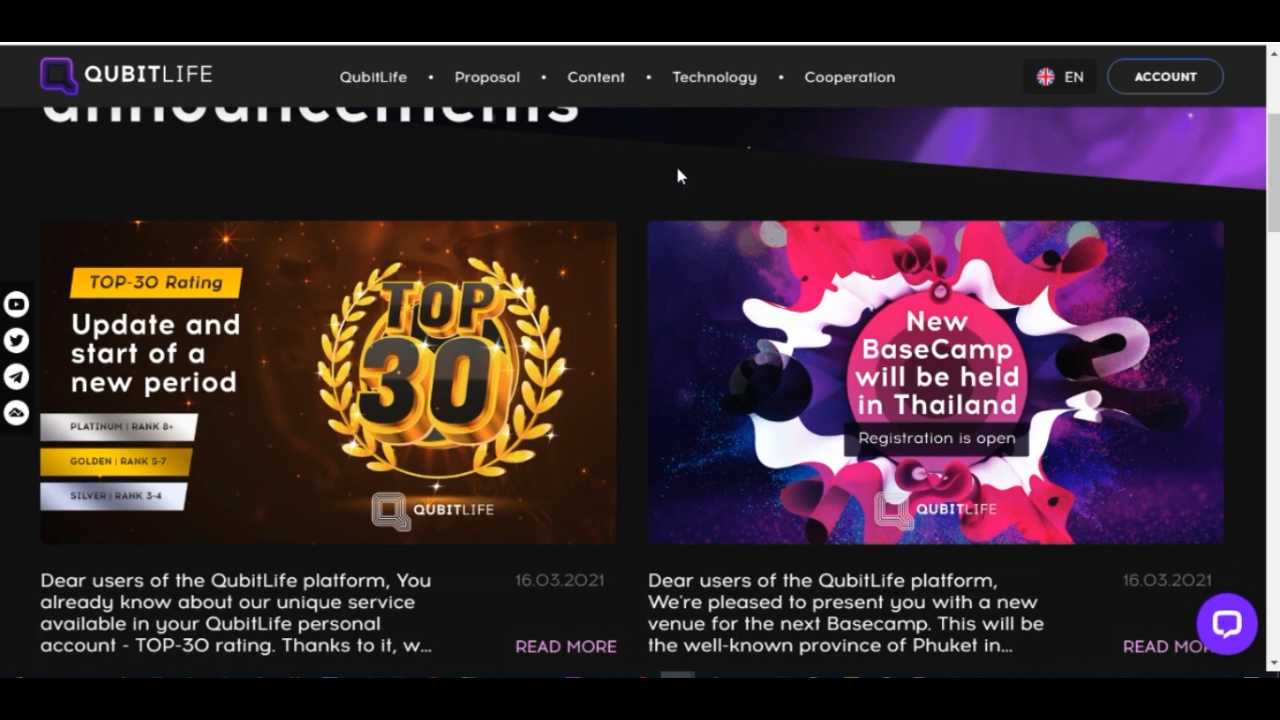 QUBITLIFE
QubitLife • Proposal • Content • Technology • Cooperation
EN
ACCOUNT
announcements
TOP-30 Rating
Update and
start of a
new period
PLATINUM | RANK 8+
GOLDEN | RANK 5-7
SILVER | RANK 3-4
TOP
30
QUBITLIFE
New
BaseCamp
will be held
in Thailand
Registration is open
QUBITLIFE
Dear users of the QubitLife platform, You
already know about our unique service
available in your QubitLife personal
account - TOP-30 rating. Thanks to it, w...
16.03.2021
READ MORE
Dear users of the QubitLife platform,
We're pleased to present you with a new
venue for the next Basecamp. This will be
the well-known province of Phuket in...
16.03.2021
READ MOR